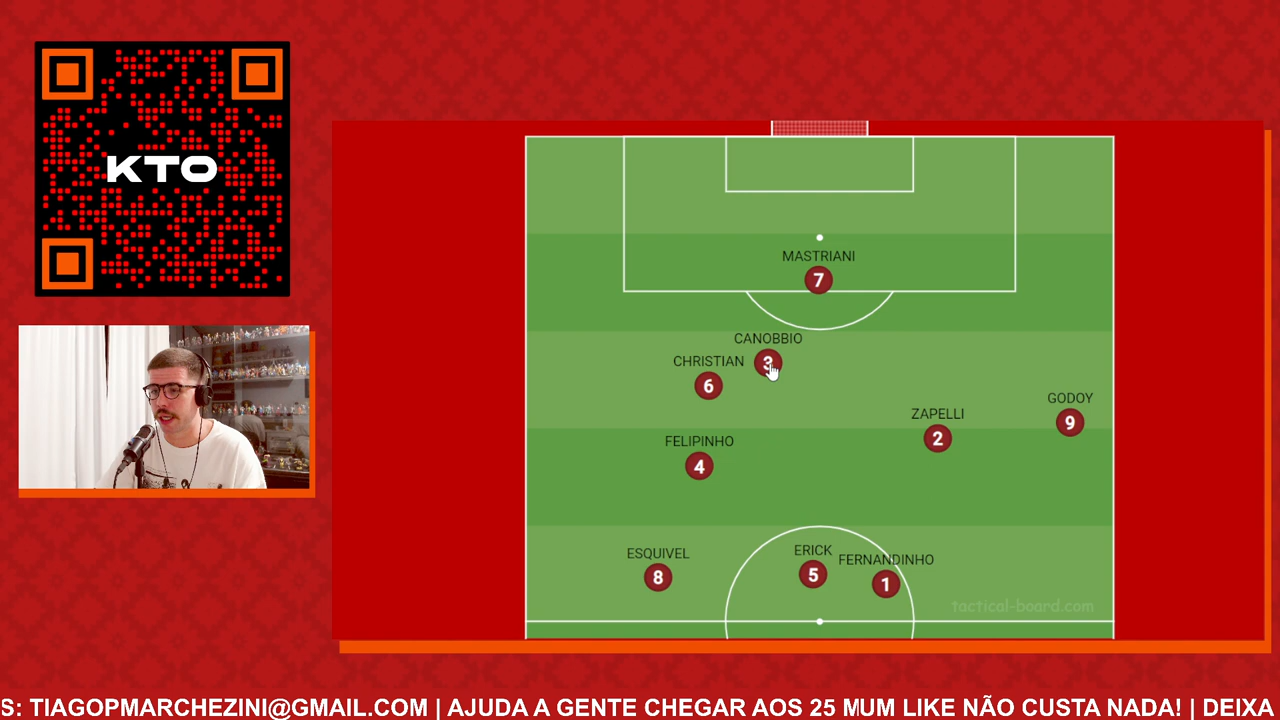 KTO
MASTRIANI
7
CANOBBIO
3
CHRISTIAN
6
GODOY
9
ZAPELLI
2
FELIPINHO
4
ESQUIVEL
8
ERICK
5
FERNANDINHO
1
tactical-board.com
S: TIAGOPMARCHEZINI@GMAIL.COM | AJUDA A GENTE CHEGAR AOS 25 MUM LIKE NÃO CUSTA NADA! | DEIXA